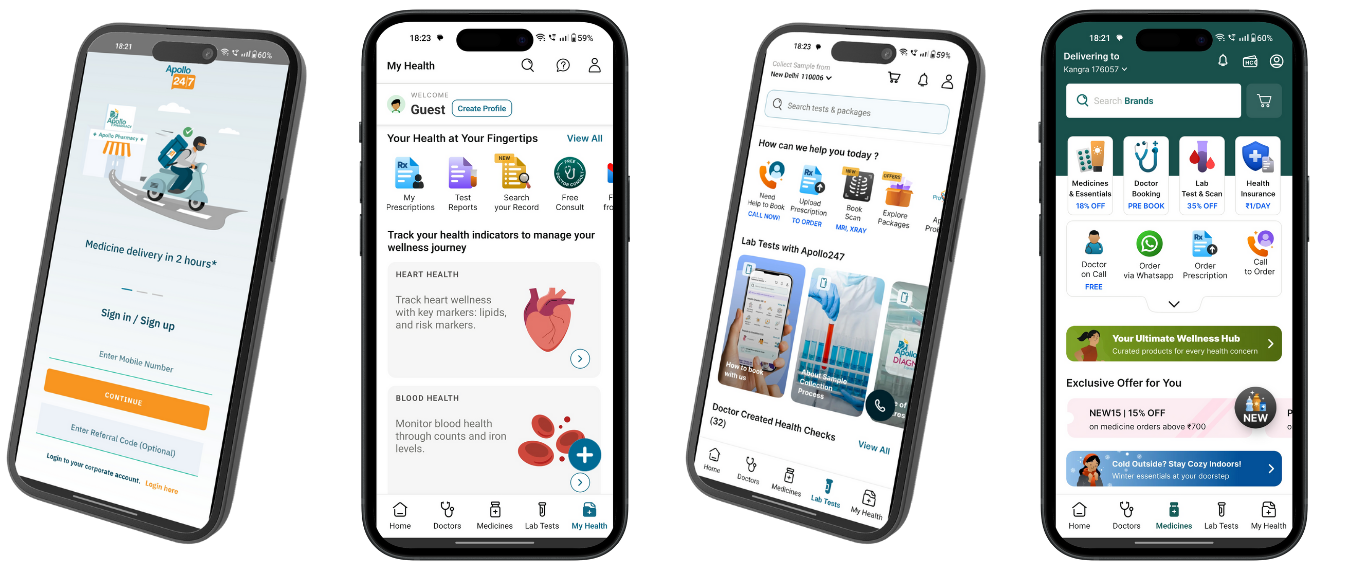 18:21
60%
Apollo
24|7
Apollo
PHARMACY
Apollo Pharmacy
Medicine delivery in 2 hours*
Sign in / Sign up
Enter Mobile Number
CONTINUE
Enter Referral Code (Optional)
Login to your corporate account. Login here
18:23
59%
My Health
WELCOME
Guest
Create Profile
Your Health at Your Fingertips
View All
Rx
NEW
FREE
DOCTOR CONSULT
My
Prescriptions
Test
Reports
Search
your Record
Free
Consult
Track your health indicators to manage your
wellness journey
HEART HEALTH
Track heart wellness
with key markers: lipids,
and risk markers.
BLOOD HEALTH
Monitor blood health
through counts and iron
levels.
Home
Doctors
Medicines
Lab Tests
My Health
18:23
59%
Collect Sample from
New Delhi 110006
Search tests & packages
How can we help you today ?
Rx
NEW
OFFERS
Need
Help to Book
CALL NOW!
Upload
Prescription
TO ORDER
Book
Scan
MRI, XRAY
Explore
Packages
Lab Tests with Apollo247
How to book
with us
About Sample
Collection
Process
Apollo
DIAGN
Doctor Created Health Checks
(32)
View All
Home
Doctors
Medicines
Lab Tests
My Health
18:21
60%
Delivering to
Kangra 176057
HC
Search Brands
Medicines
& Essentials
18% OFF
Doctor
Booking
PRE BOOK
Lab
Test & Scan
35% OFF
Health
Insurance
₹1/DAY
Rx
Doctor
on Call
FREE
Order
via Whatsapp
Order
Prescription
Call
to Order
Your Ultimate Wellness Hub
Curated products for every health concern
Exclusive Offer for You
NEW15 | 15% OFF
on medicine orders above ₹700
NEW
Cold Outside? Stay Cozy Indoors!
Winter essentials at your doorstep
Home
Doctors
Medicines
Lab Tests
My Health